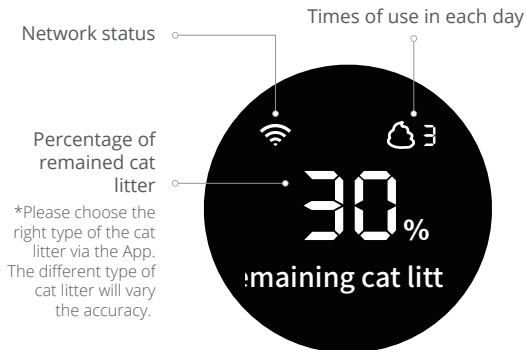 Times of use in each day
Network status
3
Percentage of
remained cat
litter
30%
*Please choose the
right type of the cat
litter via the App.
The different type of
cat litter will vary
the accuracy.
emaining cat litt